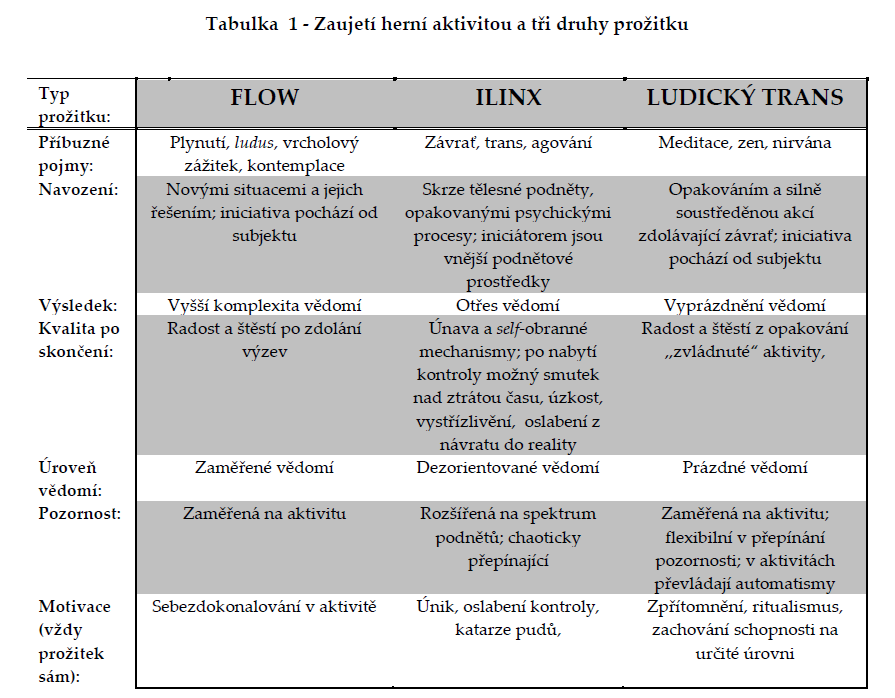 Tabulka 1 - Zaujetí herní aktivitou a tři druhy prožitku
Typ
prožitku:
FLOW
ILINX
LUDICKÝ TRANS
Příbuzné
pojmy:
Plynutí, ludus, vrcholový
zážitek, kontemplace
Závrať, trans, agování
Meditace, zen, nirvána
Navození:
Novými situacemi a jejich
řešením; iniciativa pochází od
subjektu
Skrze tělesné podněty,
opakovanými psychickými
procesy; iniciátorem jsou
vnější podnětové
prostředky
Opakováním a silně
soustředěnou akcí
zdolávající závrať; iniciativa
pochází od subjektu
Výsledek:
Vyšší komplexita vědomí
Otřes vědomí
Vyprázdnění vědomí
Kvalita po
skončení:
Radost a štěstí po zdolání
výzev
Únava a self-obranné
mechanismy; po nabytí
kontroly možný smutek
nad ztrátou času, úzkost,
vystřízlivění, oslabení z
návratu do reality
Radost a štěstí z opakování
„zvládnuté“ aktivity,
Úroveň
vědomí:
Zaměřené vědomí
Dezorientované vědomí
Prázdné vědomí
Pozornost:
Zaměřená na aktivitu
Rozšířená na spektrum
podnětů; chaoticky
přepínající
Zaměřená na aktivitu;
flexibilní v přepínání
pozornosti; v aktivitách
převládají automatismy
Motivace
(vždy
prožitek
sám):
Sebezdokonalování v aktivitě
Únik, oslabení kontroly,
katarze pudů,
Zpřítomnění, ritualismus,
zachování schopnosti na
určité úrovni